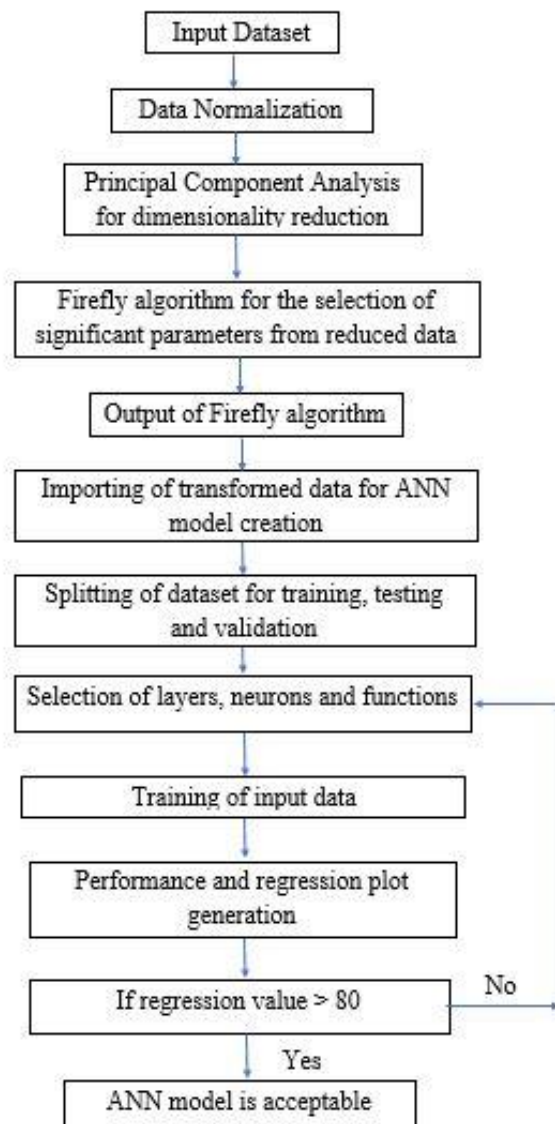 Input Dataset
Data Normalization
Principal Component Analysis
for dimensionality reduction
Firefly algorithm for the selection of
significant parameters from reduced data
Output of Firefly algorithm
Importing of transformed data for ANN
model creation
Splitting of dataset for training, testing
and validation
Selection of layers, neurons and functions
Training of input data
Performance and regression plot
generation
If regression value > 80
No
Yes
ANN model is acceptable